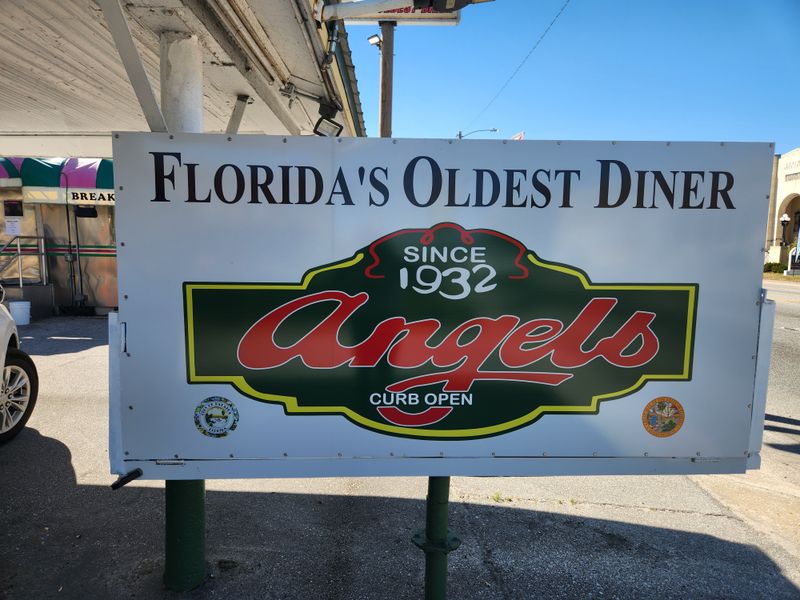 BREAK
FLORIDA'S OLDEST DINER
SINCE
1932
Angels
CURB OPEN